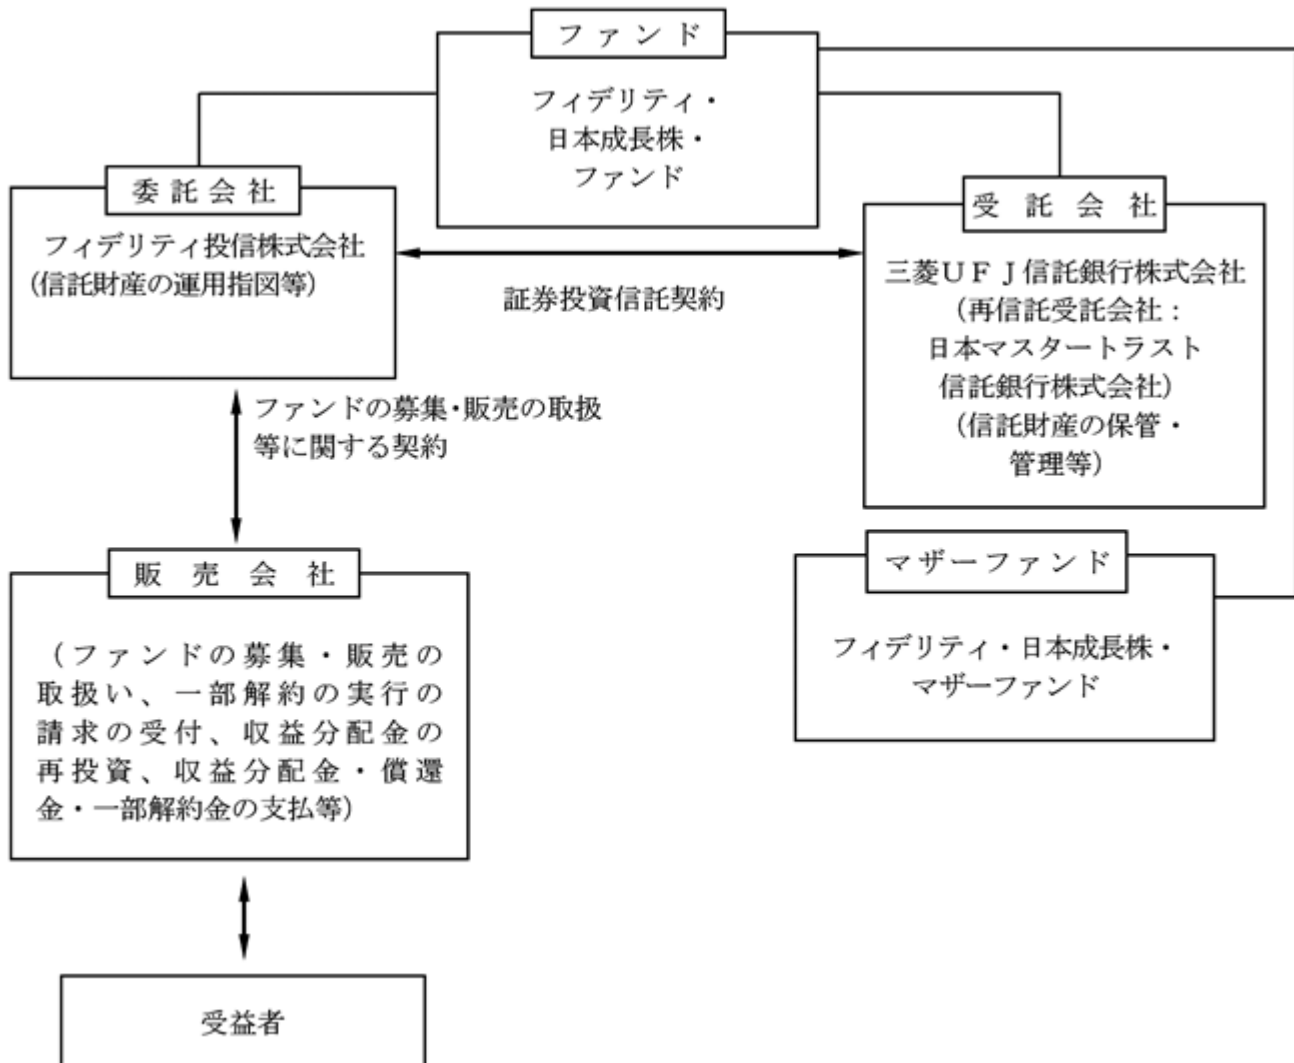 ファンド
フィデリティ・
日本成長株・
ファンド
委託会社
フィデリティ投信株式会社
(信託財産の運用指図等)
証券投資信託契約
受託会社
三菱UFJ信託銀行株式会社
(再信託受託会社:
日本マスタートラスト
信託銀行株式会社)
(信託財産の保管・
管理等)
ファンドの募集・販売の取扱
等に関する契約
販売会社
(ファンドの募集・販売の
取扱い、一部解約の実行の
請求の受付、収益分配金の
再投資、収益分配金・償還
金・一部解約金の支払等)
マザーファンド
フィデリティ・日本成長株・
マザーファンド
受益者